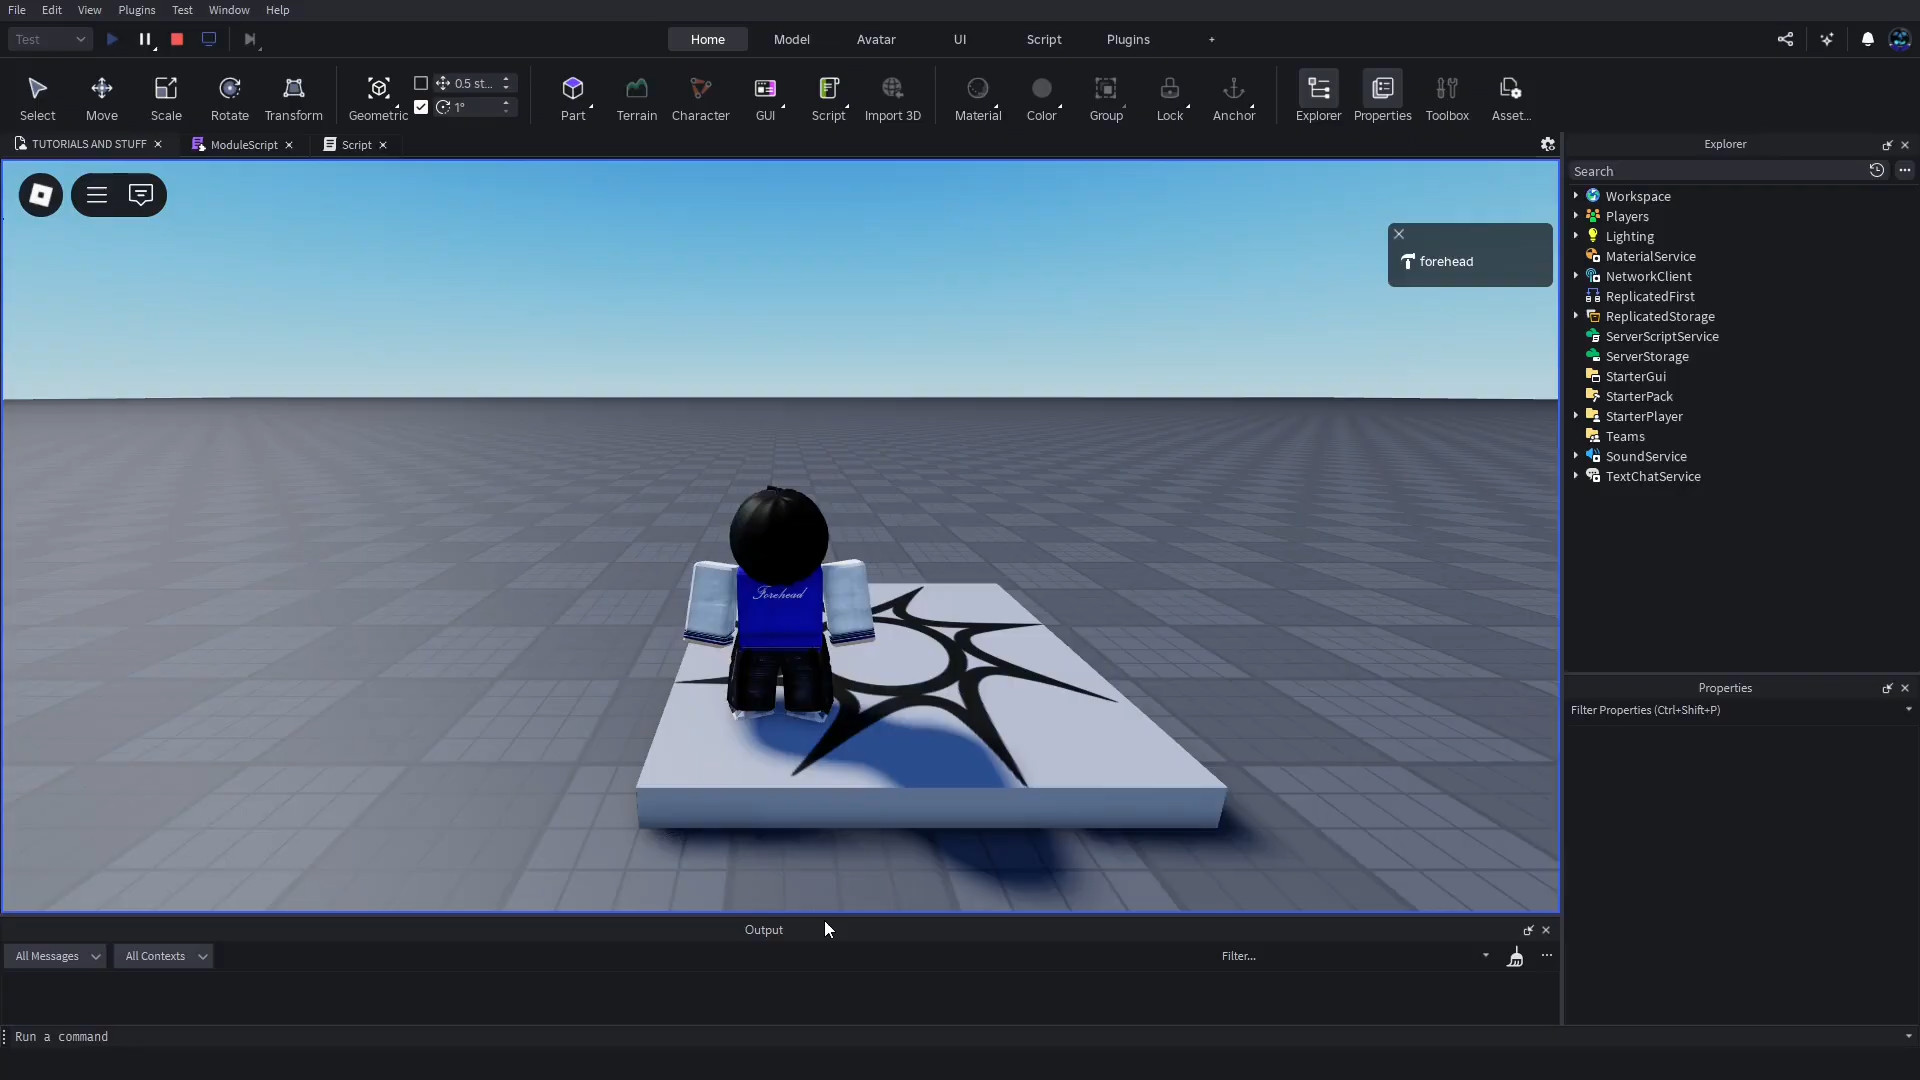 File Edit View Plugins Test Window Help
Test Home Model Avatar UI Script Plugins +
Select Move Scale Rotate Transform Geometric 0.5 st... 1° Part Terrain Character GUI Script Import 3D Material Color Group Lock Anchor Explorer Properties Toolbox Asset...
TUTORIALS AND STUFF ModuleScript Script
Explorer
Search
Workspace
Players
Lighting
MaterialService
NetworkClient
ReplicatedFirst
ReplicatedStorage
ServerScriptService
ServerStorage
StarterGui
StarterPack
StarterPlayer
Teams
SoundService
TextChatService
forehead
Forehead
Properties
Filter Properties (Ctrl+Shift+P)
Output
All Messages All Contexts Filter...
Run a command